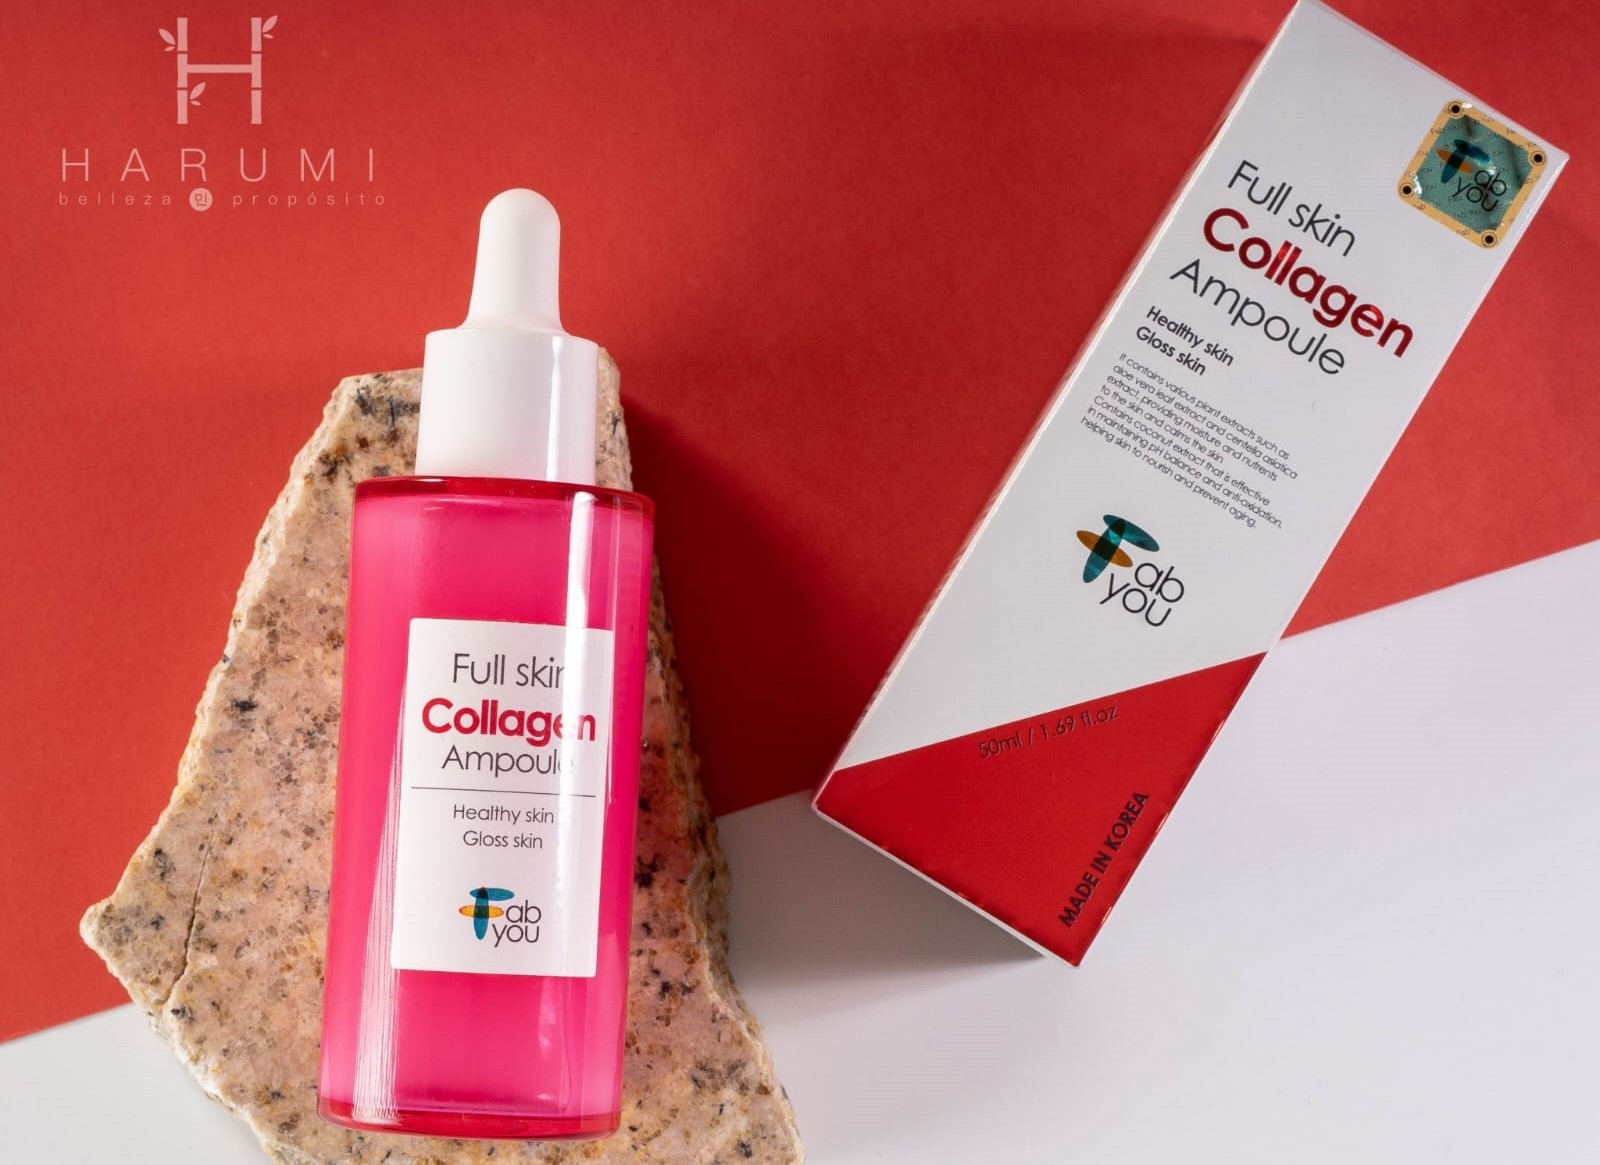 HARUMI
belleza 민 propósito
Full skin
Collagen
Ampoule
Healthy skin
Gloss skin
Fab
you
Full skin
Collagen
Ampoule
Healthy skin
Gloss skin
It contains various plant extracts such as
aloe vera leaf extract and centella asiatica
extract, providing moisture and nutrients
to the skin and calms the skin
Contains coconut extract that is effective
in maintaining pH balance and anti-oxidation,
helping skin to nourish and prevent aging.
Fab
you
50ml / 1.69 fl.oz
MADE IN KOREA
Fab
you